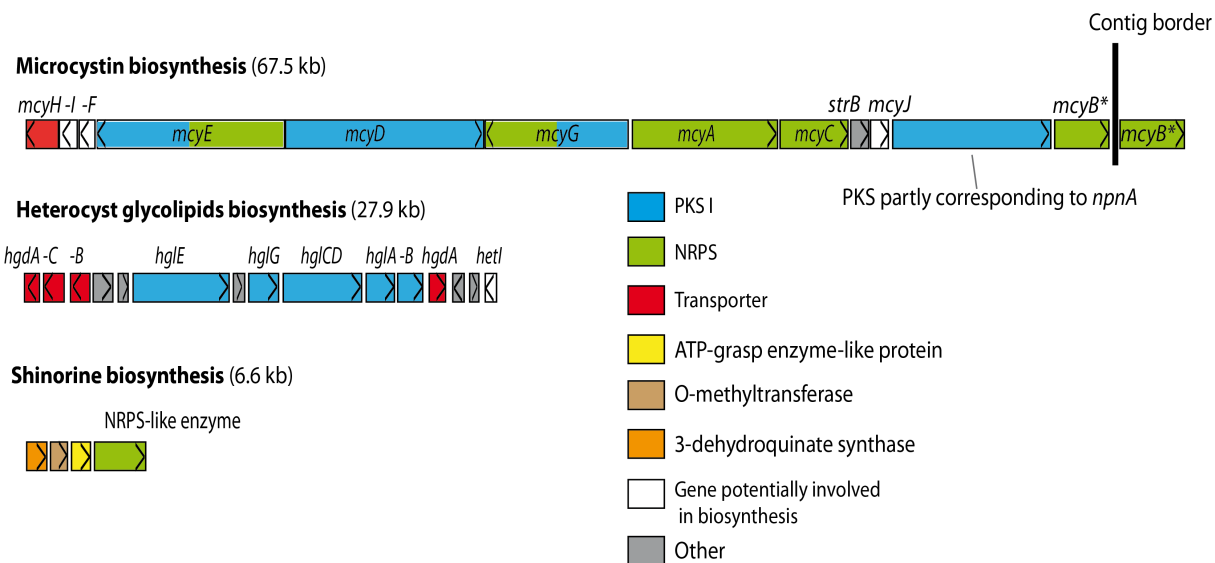 Contig border
Microcystin biosynthesis (67.5 kb)
mcyH -I -F strB mcyJ mcyB*
mcyE mcyD mcyG mcyA mcyC mcyB*
PKS partly corresponding to npnA
Heterocyst glycolipids biosynthesis (27.9 kb)
hgdA -C -B hglE hglG hglCD hglA -B hgdA hetI
Shinorine biosynthesis (6.6 kb)
NRPS-like enzyme
PKS I
NRPS
Transporter
ATP-grasp enzyme-like protein
O-methyltransferase
3-dehydroquinate synthase
Gene potentially involved
in biosynthesis
Other